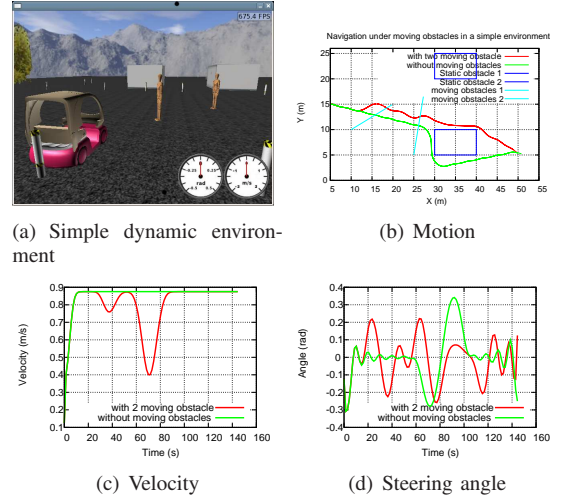 675.4 FPS
-0.25
0.25
rad
-1
1
m/s
(a) Simple dynamic environ-
ment
Navigation under moving obstacles in a simple environment
with two moving obstacle
without moving obstacles
Static obstacle 1
Static obstacle 2
moving obstacles 1
moving obstacles 2
Y (m)
25
20
15
10
5
0
5 10 15 20 25 30 35 40 45 50 55
X (m)
(b) Motion
Velocity (m/s)
0.9
0.8
0.7
0.6
0.5
0.4
0.3
0.2
0.1
with 2 moving obstacle
without moving obstacles
0 20 40 60 80 100 120 140 160
Time (s)
(c) Velocity
Angle (rad)
0.4
0.3
0.2
0.1
0
-0.1
-0.2
-0.3
-0.4
with 2 moving obstacle
without moving obstacles
0 20 40 60 80 100 120 140 160
Time (s)
(d) Steering angle